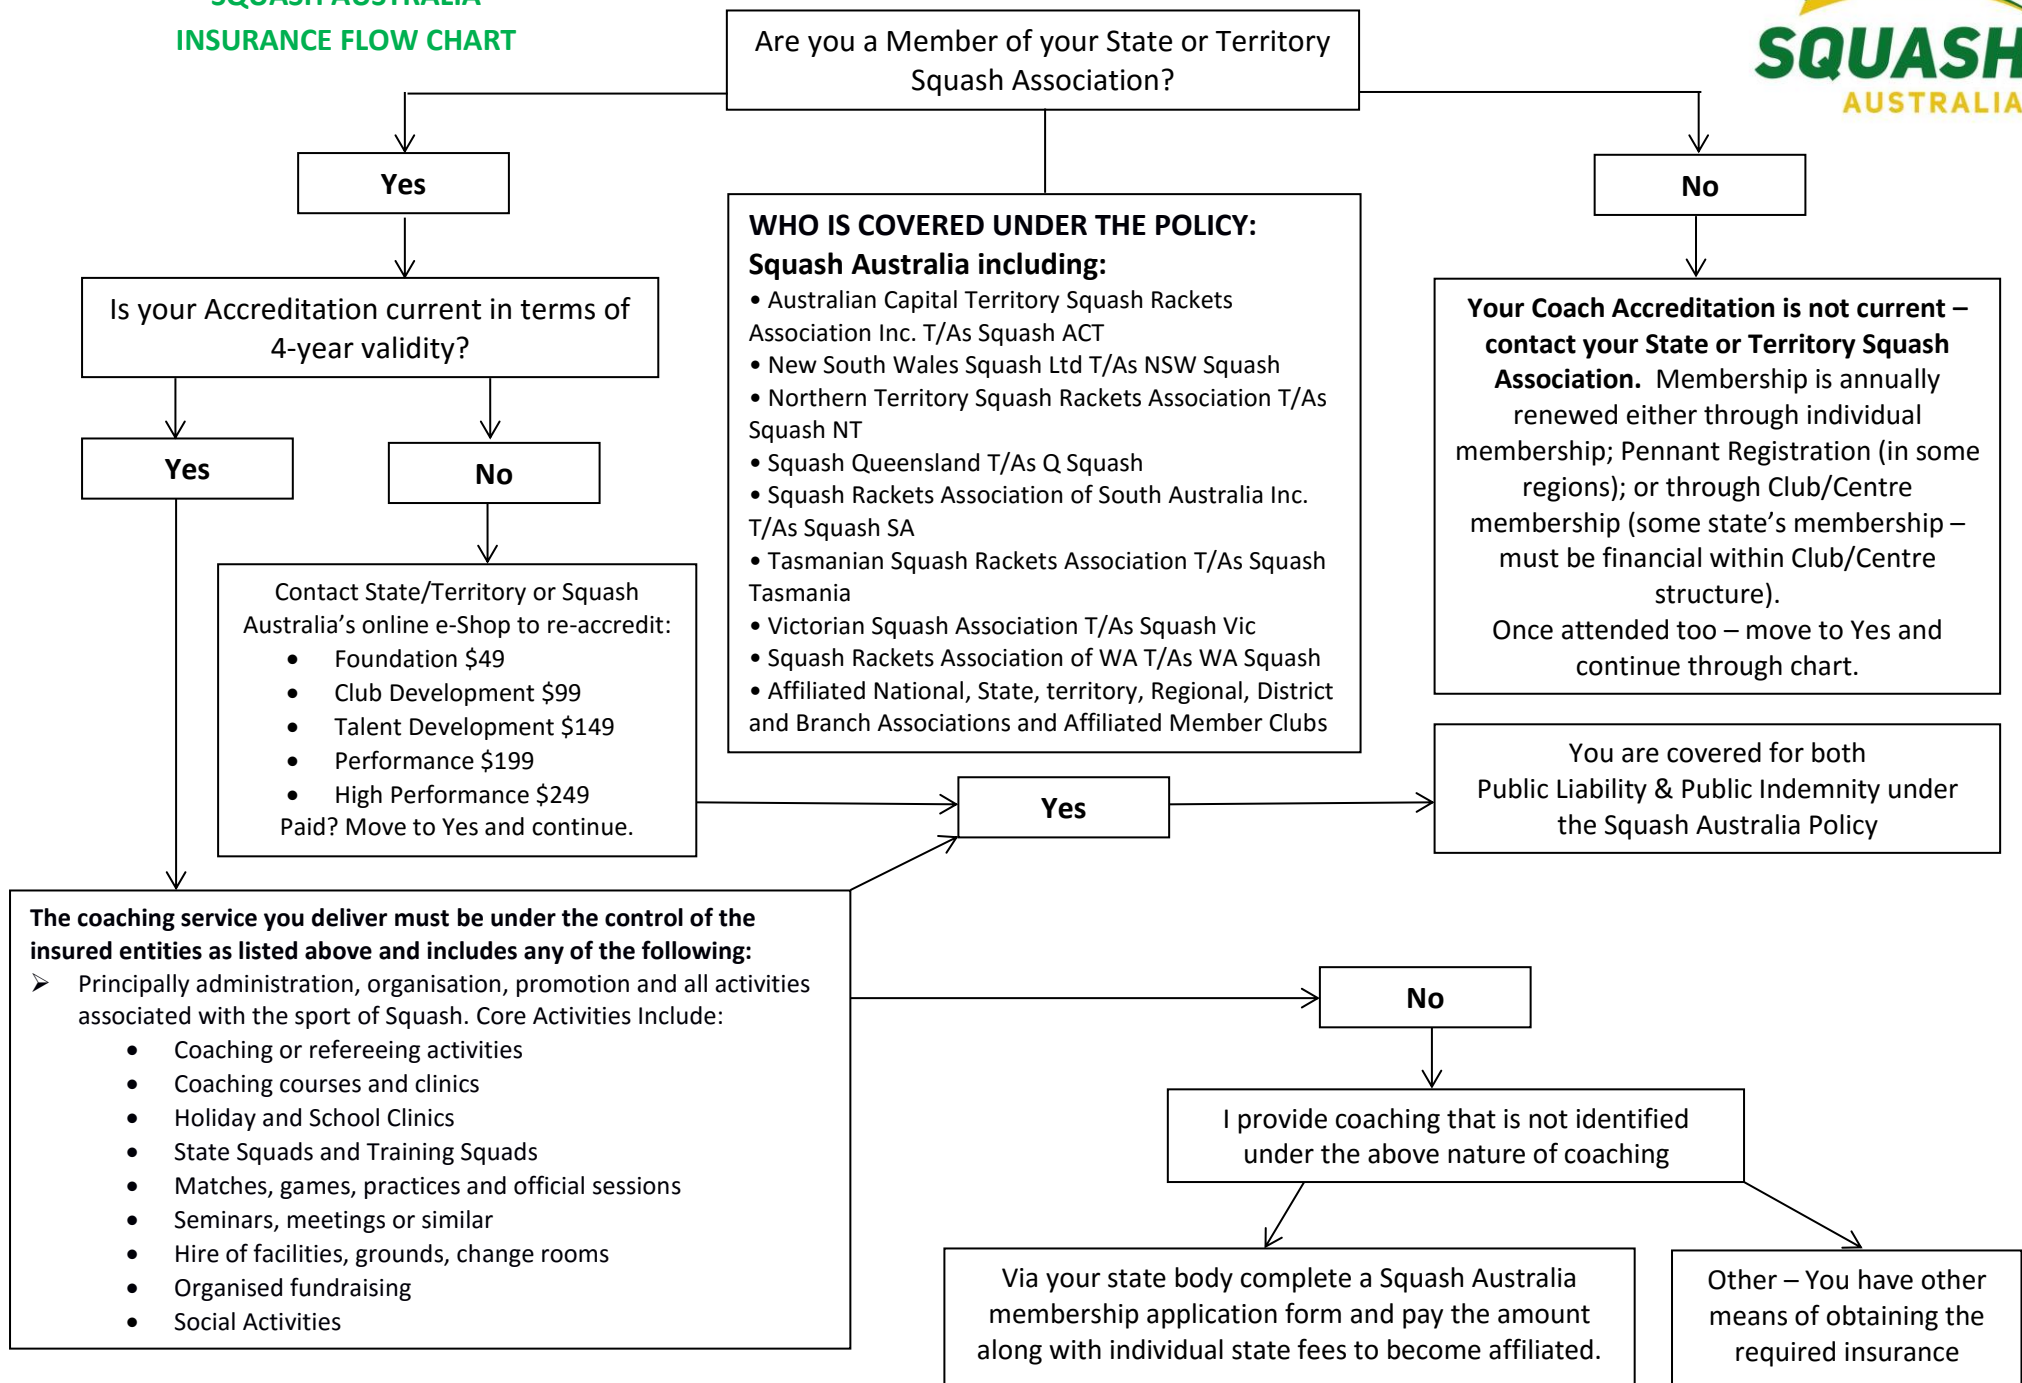 SQUASH AUSTRALIA
INSURANCE FLOW CHART
Are you a Member of your State or Territory
Squash Association?
SQUASH
AUSTRALIA
Yes
No
WHO IS COVERED UNDER THE POLICY:
Squash Australia including:
• Australian Capital Territory Squash Rackets
Association Inc. T/As Squash ACT
• New South Wales Squash Ltd T/As NSW Squash
• Northern Territory Squash Rackets Association T/As
Squash NT
• Squash Queensland T/As Q Squash
• Squash Rackets Association of South Australia Inc.
T/As Squash SA
• Tasmanian Squash Rackets Association T/As Squash
Tasmania
• Victorian Squash Association T/As Squash Vic
• Squash Rackets Association of WA T/As WA Squash
• Affiliated National, State, territory, Regional, District
and Branch Associations and Affiliated Member Clubs
Is your Accreditation current in terms of
4-year validity?
Your Coach Accreditation is not current –
contact your State or Territory Squash
Association. Membership is annually
renewed either through individual
membership; Pennant Registration (in some
regions); or through Club/Centre
membership (some state’s membership –
must be financial within Club/Centre
structure).
Once attended too – move to Yes and
continue through chart.
Yes
No
Contact State/Territory or Squash
Australia’s online e-Shop to re-accredit:
• Foundation $49
• Club Development $99
• Talent Development $149
• Performance $199
• High Performance $249
Paid? Move to Yes and continue.
Yes
You are covered for both
Public Liability & Public Indemnity under
the Squash Australia Policy
The coaching service you deliver must be under the control of the
insured entities as listed above and includes any of the following:
➢ Principally administration, organisation, promotion and all activities
associated with the sport of Squash. Core Activities Include:
• Coaching or refereeing activities
• Coaching courses and clinics
• Holiday and School Clinics
• State Squads and Training Squads
• Matches, games, practices and official sessions
• Seminars, meetings or similar
• Hire of facilities, grounds, change rooms
• Organised fundraising
• Social Activities
No
I provide coaching that is not identified
under the above nature of coaching
Via your state body complete a Squash Australia
membership application form and pay the amount
along with individual state fees to become affiliated.
Other – You have other
means of obtaining the
required insurance